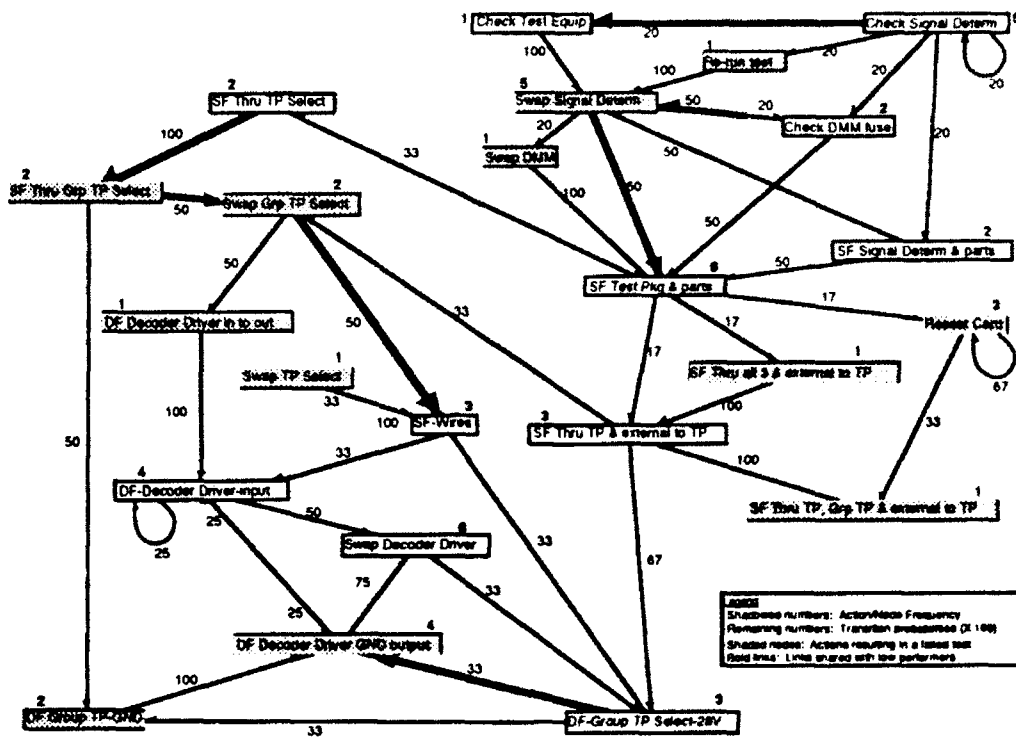 1 Check Test Equip
Check Signal Determ
20
100
20
1
Re-run test
100
20
20
20
2
SF Thru TP Select
5
Swap Signal Determ
50
20
2
Check DMM fuse
100
33
1
20
Swap DMM
50
20
2
SF Thru Grp TP Select
50
2
Swap Grp TP Select
100
50
50
2
SF Signal Determ & parts
50
50
6
SF Test Pkg & parts
17
1
DF Decoder Driver in to out
50
33
17
17
67
1
Swap TP Select
33
1
SF Thru all 3 & external to TP
100
100
100
3
SF-Wires
3
SF Thru TP & external to TP
33
50
33
100
4
DF-Decoder Driver-input
1
SF Thru TP, Grp TP & external to TP
25
25
50
Swap Decoder Driver
33
75
33
67
25
4
DF Decoder Driver GND output
33
100
2
DF-Group TP-GND
33
3
DF-Group TP Select-28V
Legend
Shadowed numbers: Action/Node Frequency
Remaining numbers: Transition probabilities (X 100)
Shaded nodes: Actions resulting in a failed test
Bold links: Links shared with low performers